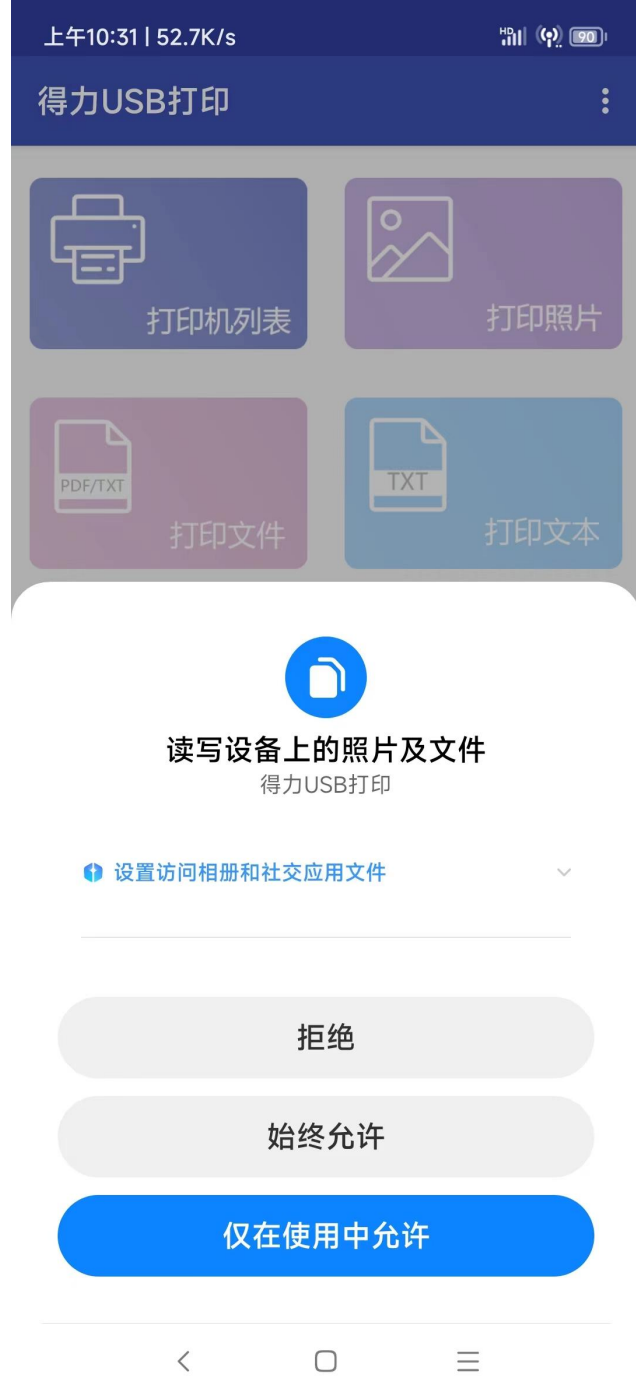 上午10:31 | 52.7K/s
HD 90
得力USB打印
打印机列表
打印照片
PDF/TXT
打印文件
TXT
打印文本
读写设备上的照片及文件
得力USB打印
设置访问相册和社交应用文件
拒绝
始终允许
仅在使用中允许